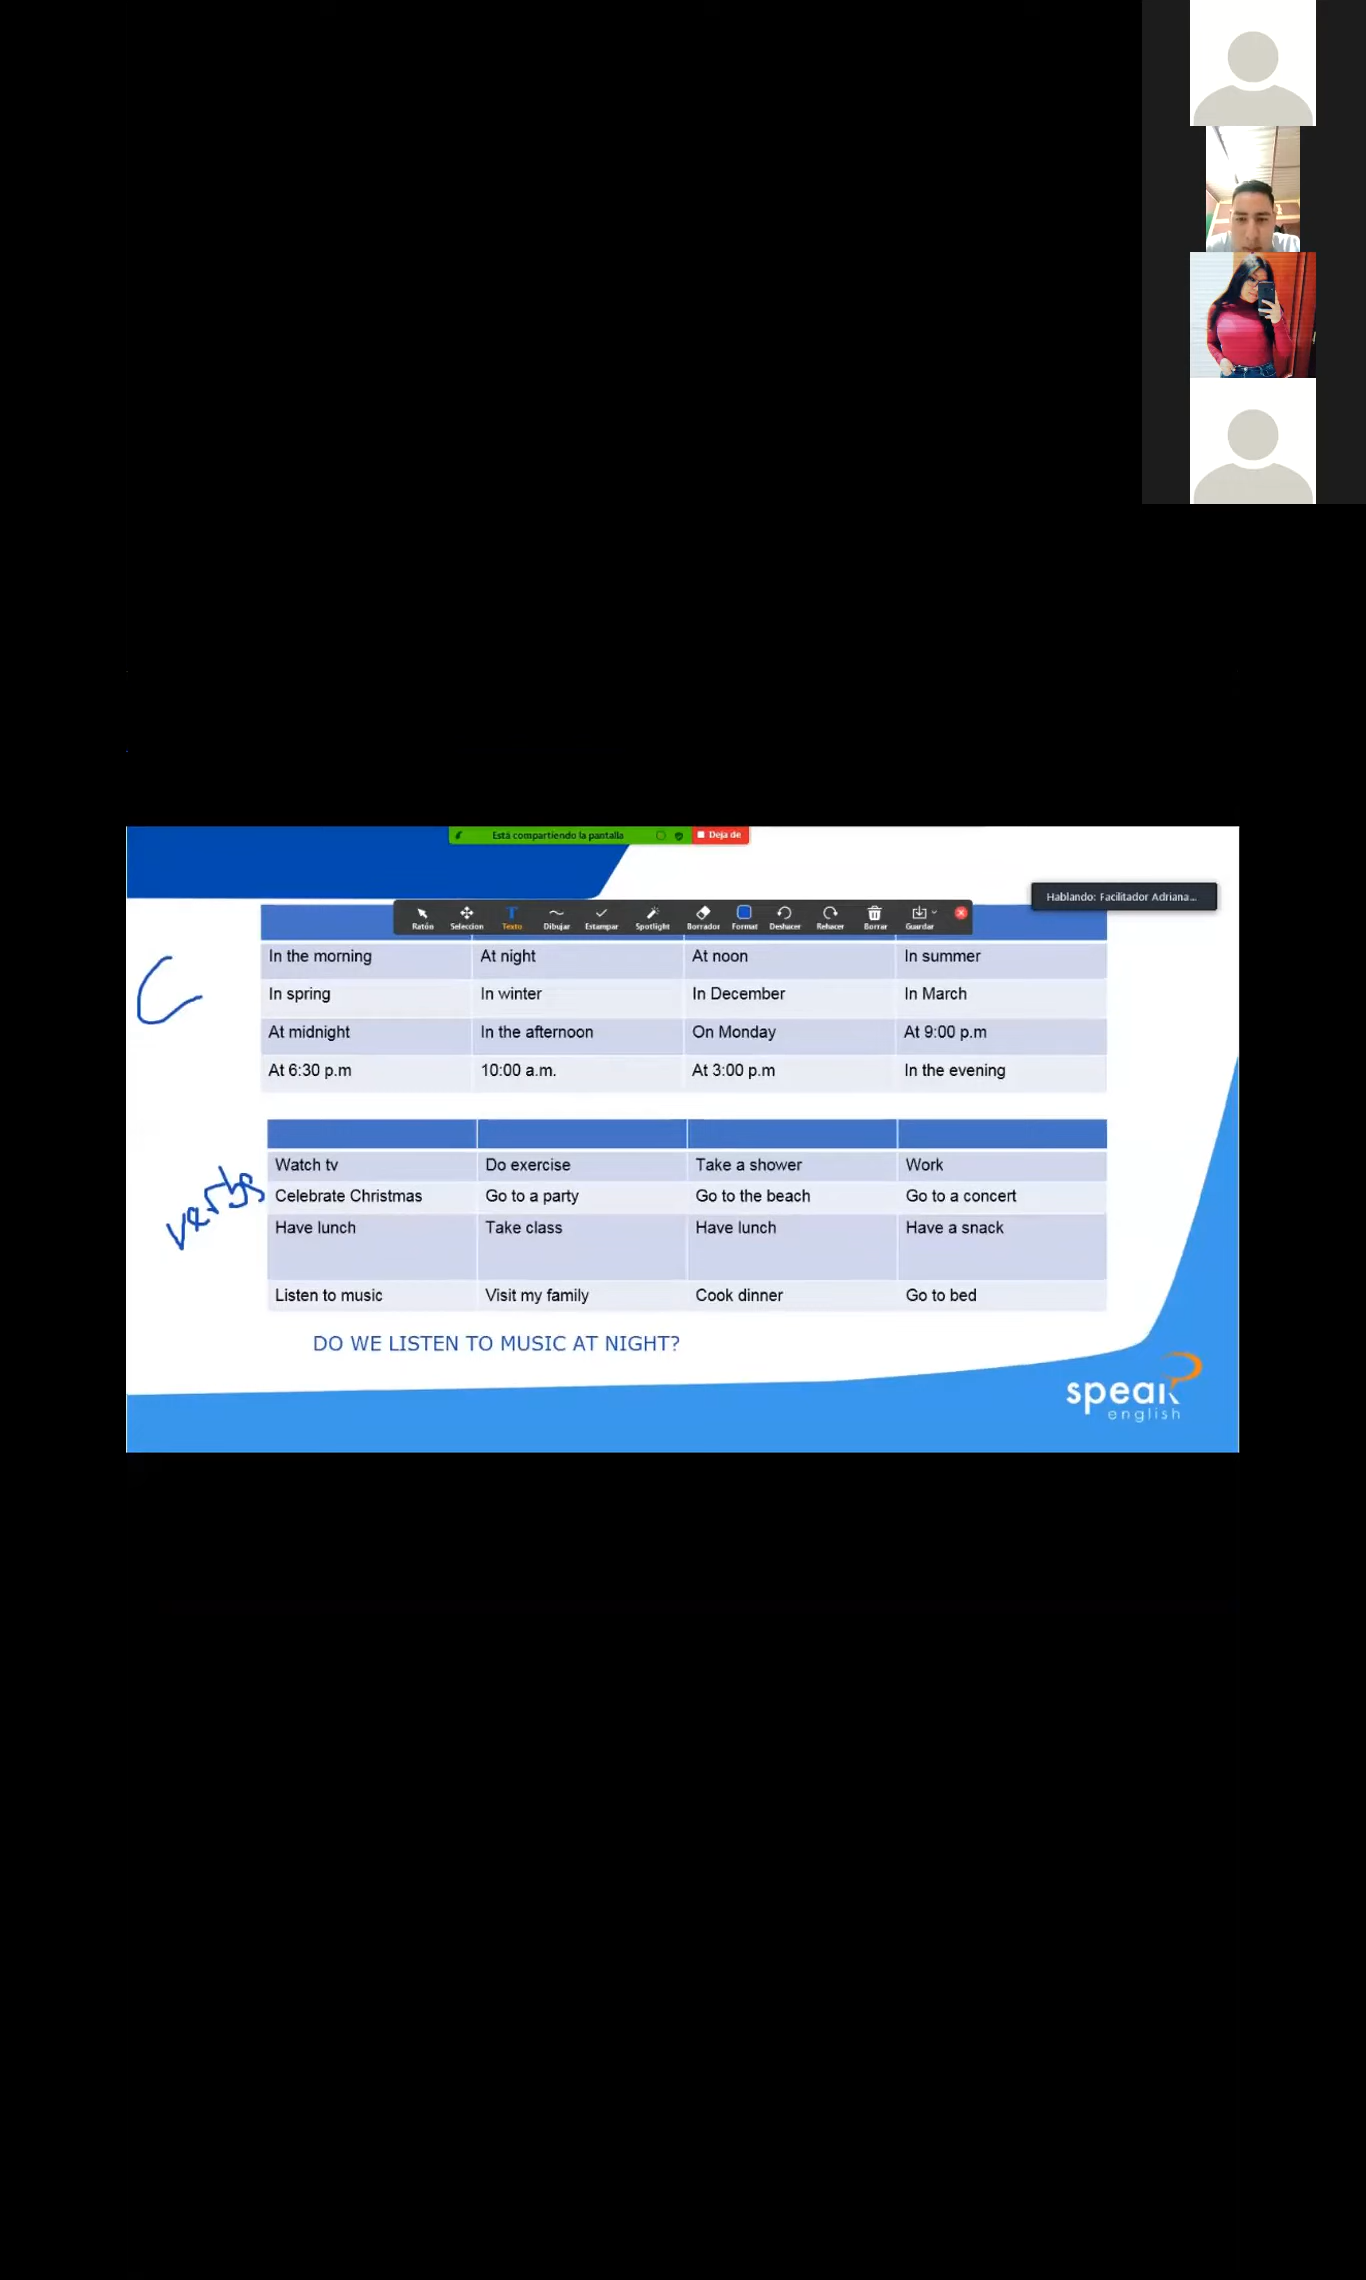 Está compartiendo la pantalla Deja de
Hablando: Facilitador Adriana...
Ratón Seleccion Texto Dibujar Estampar Spotlight Borrador Format Deshacer Rehacer Borrar Guardar
In the morning At night At noon In summer
In spring In winter In December In March
At midnight In the afternoon On Monday At 9:00 p.m
At 6:30 p.m 10:00 a.m. At 3:00 p.m In the evening
C
verbs
Watch tv Do exercise Take a shower Work
Celebrate Christmas Go to a party Go to the beach Go to a concert
Have lunch Take class Have lunch Have a snack
Listen to music Visit my family Cook dinner Go to bed
DO WE LISTEN TO MUSIC AT NIGHT?
speak
english